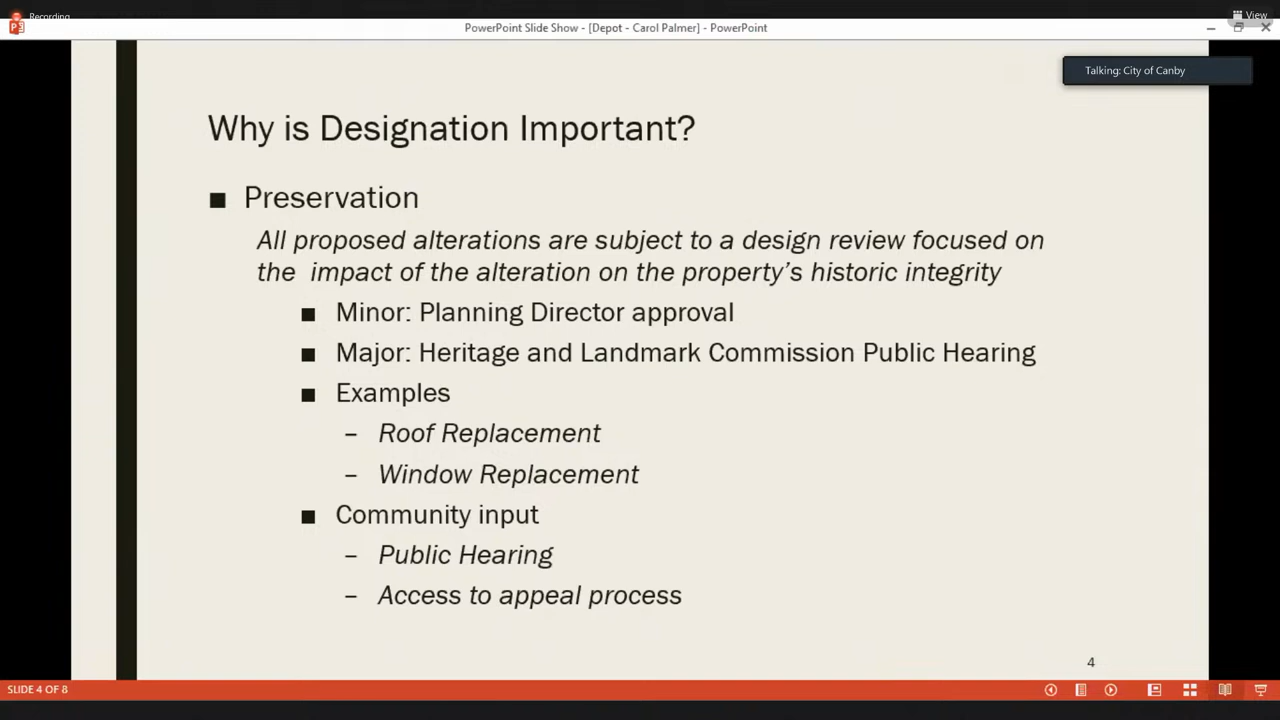 Recording
View
PowerPoint Slide Show - [Depot - Carol Palmer] - PowerPoint
Talking: City of Canby
Why is Designation Important?
■ Preservation
All proposed alterations are subject to a design review focused on
the impact of the alteration on the property's historic integrity
■ Minor: Planning Director approval
■ Major: Heritage and Landmark Commission Public Hearing
■ Examples
– Roof Replacement
– Window Replacement
■ Community input
– Public Hearing
– Access to appeal process
4
SLIDE 4 OF 8